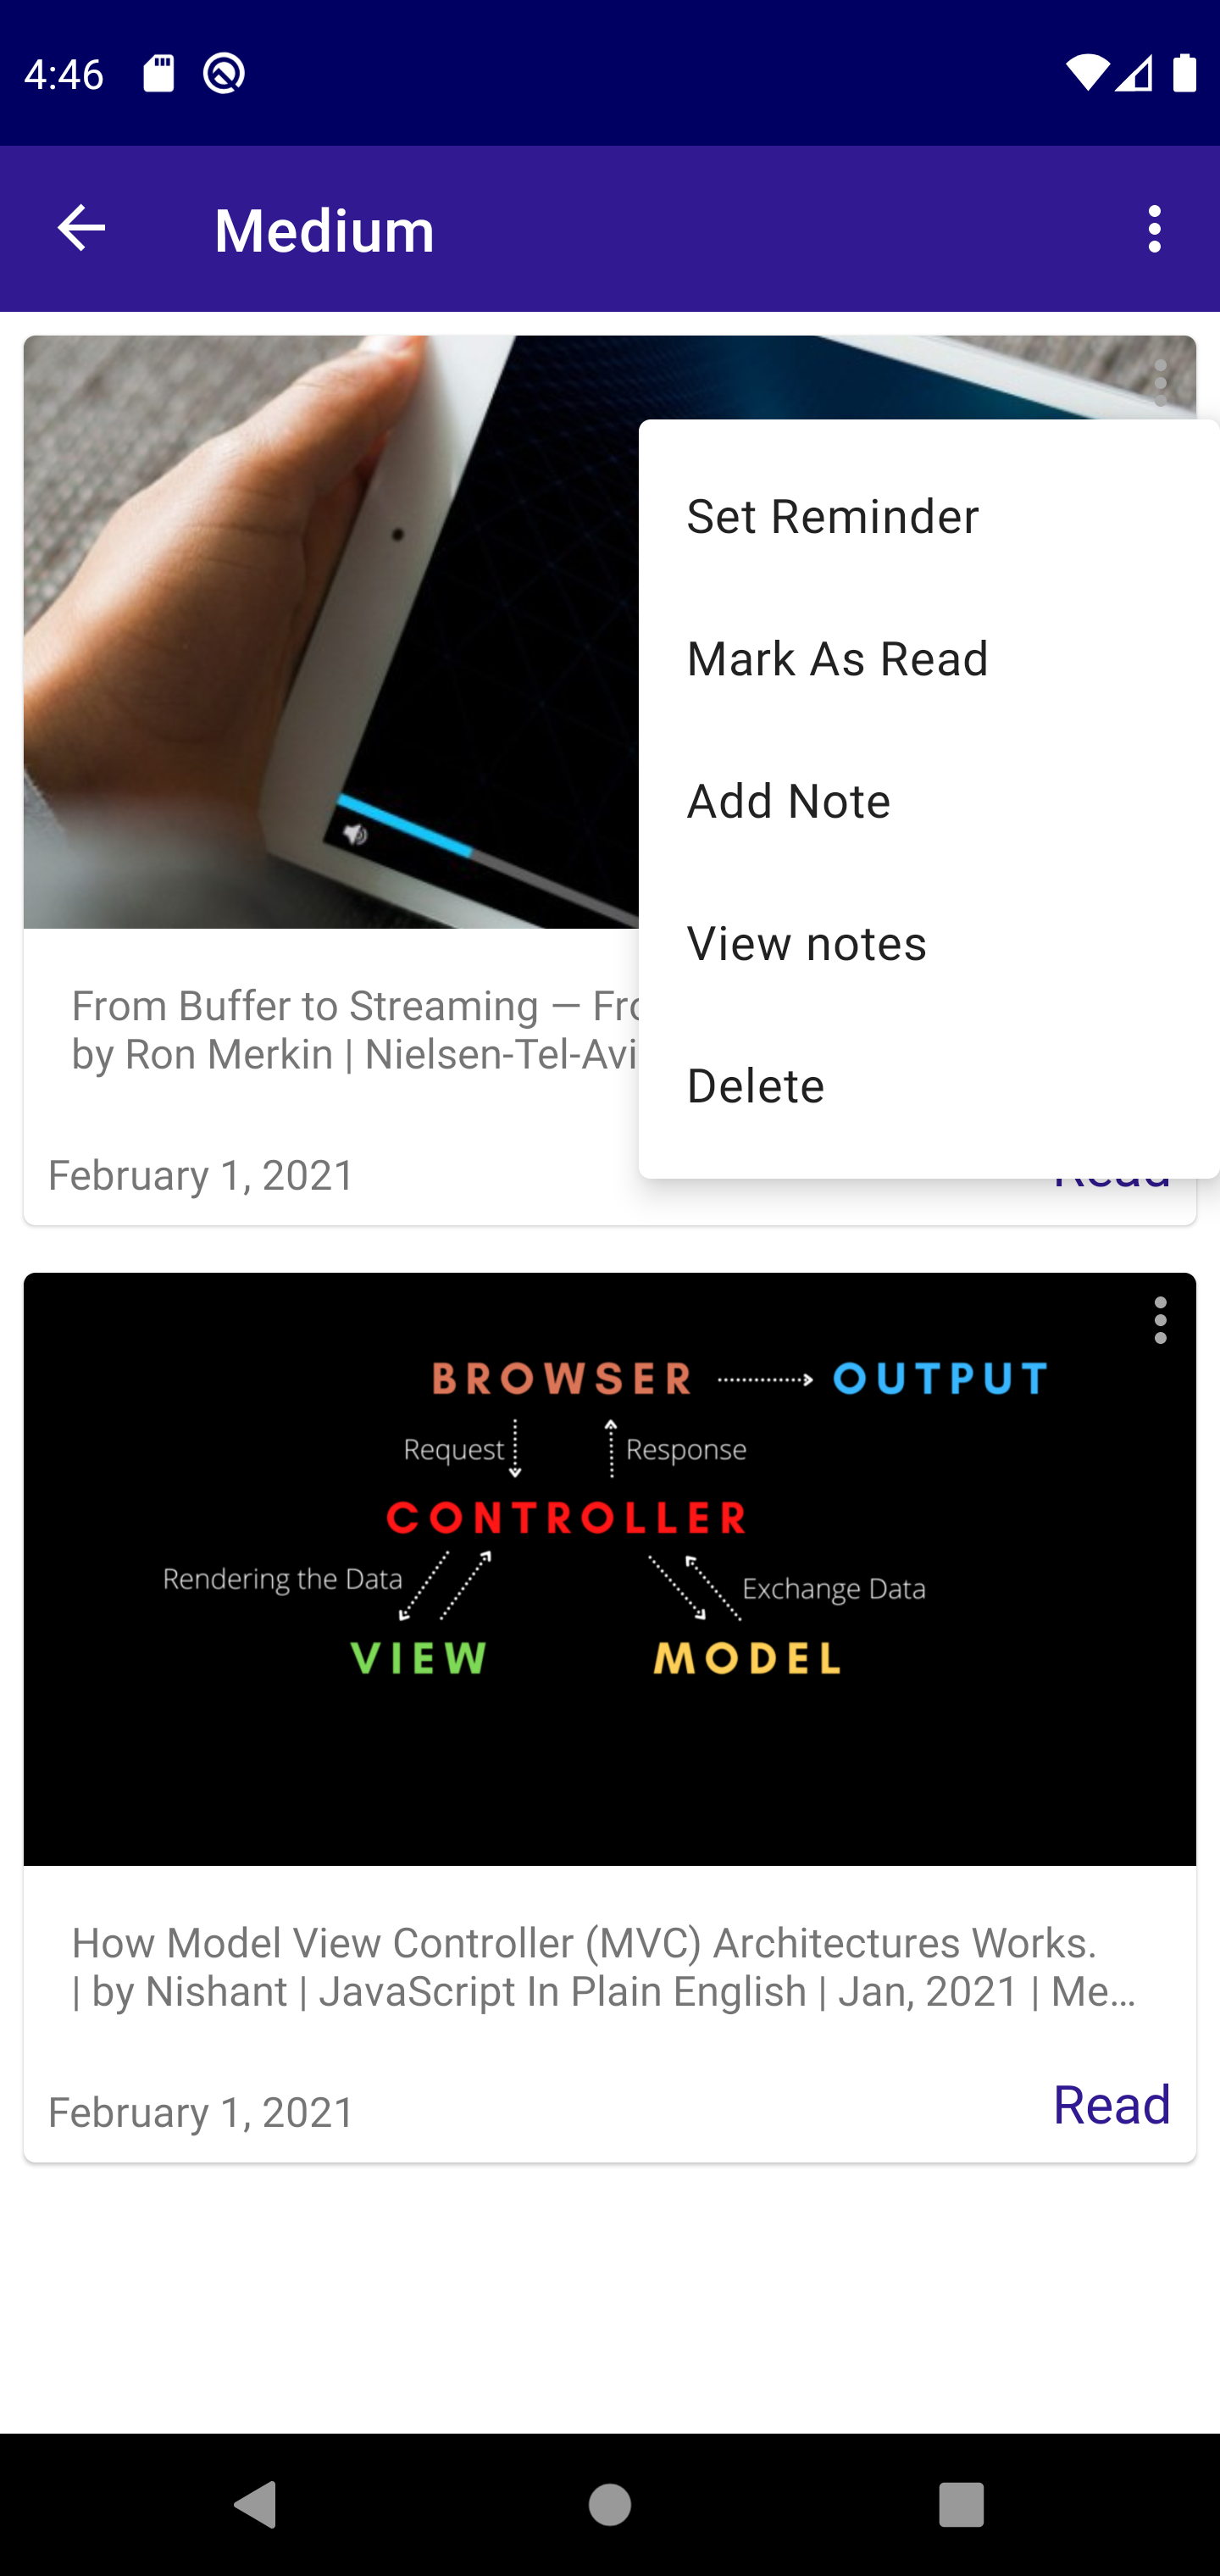 4:46
Medium
Set Reminder
Mark As Read
Add Note
View notes
Delete
From Buffer to Streaming —
by Ron Merkin | Nielsen-Tel-Avi
February 1, 2021
Read
BROWSER OUTPUT
Request Response
CONTROLLER
Rendering the Data Exchange Data
VIEW MODEL
How Model View Controller (MVC) Architectures Works.
| by Nishant | JavaScript In Plain English | Jan, 2021 | Me…
February 1, 2021
Read